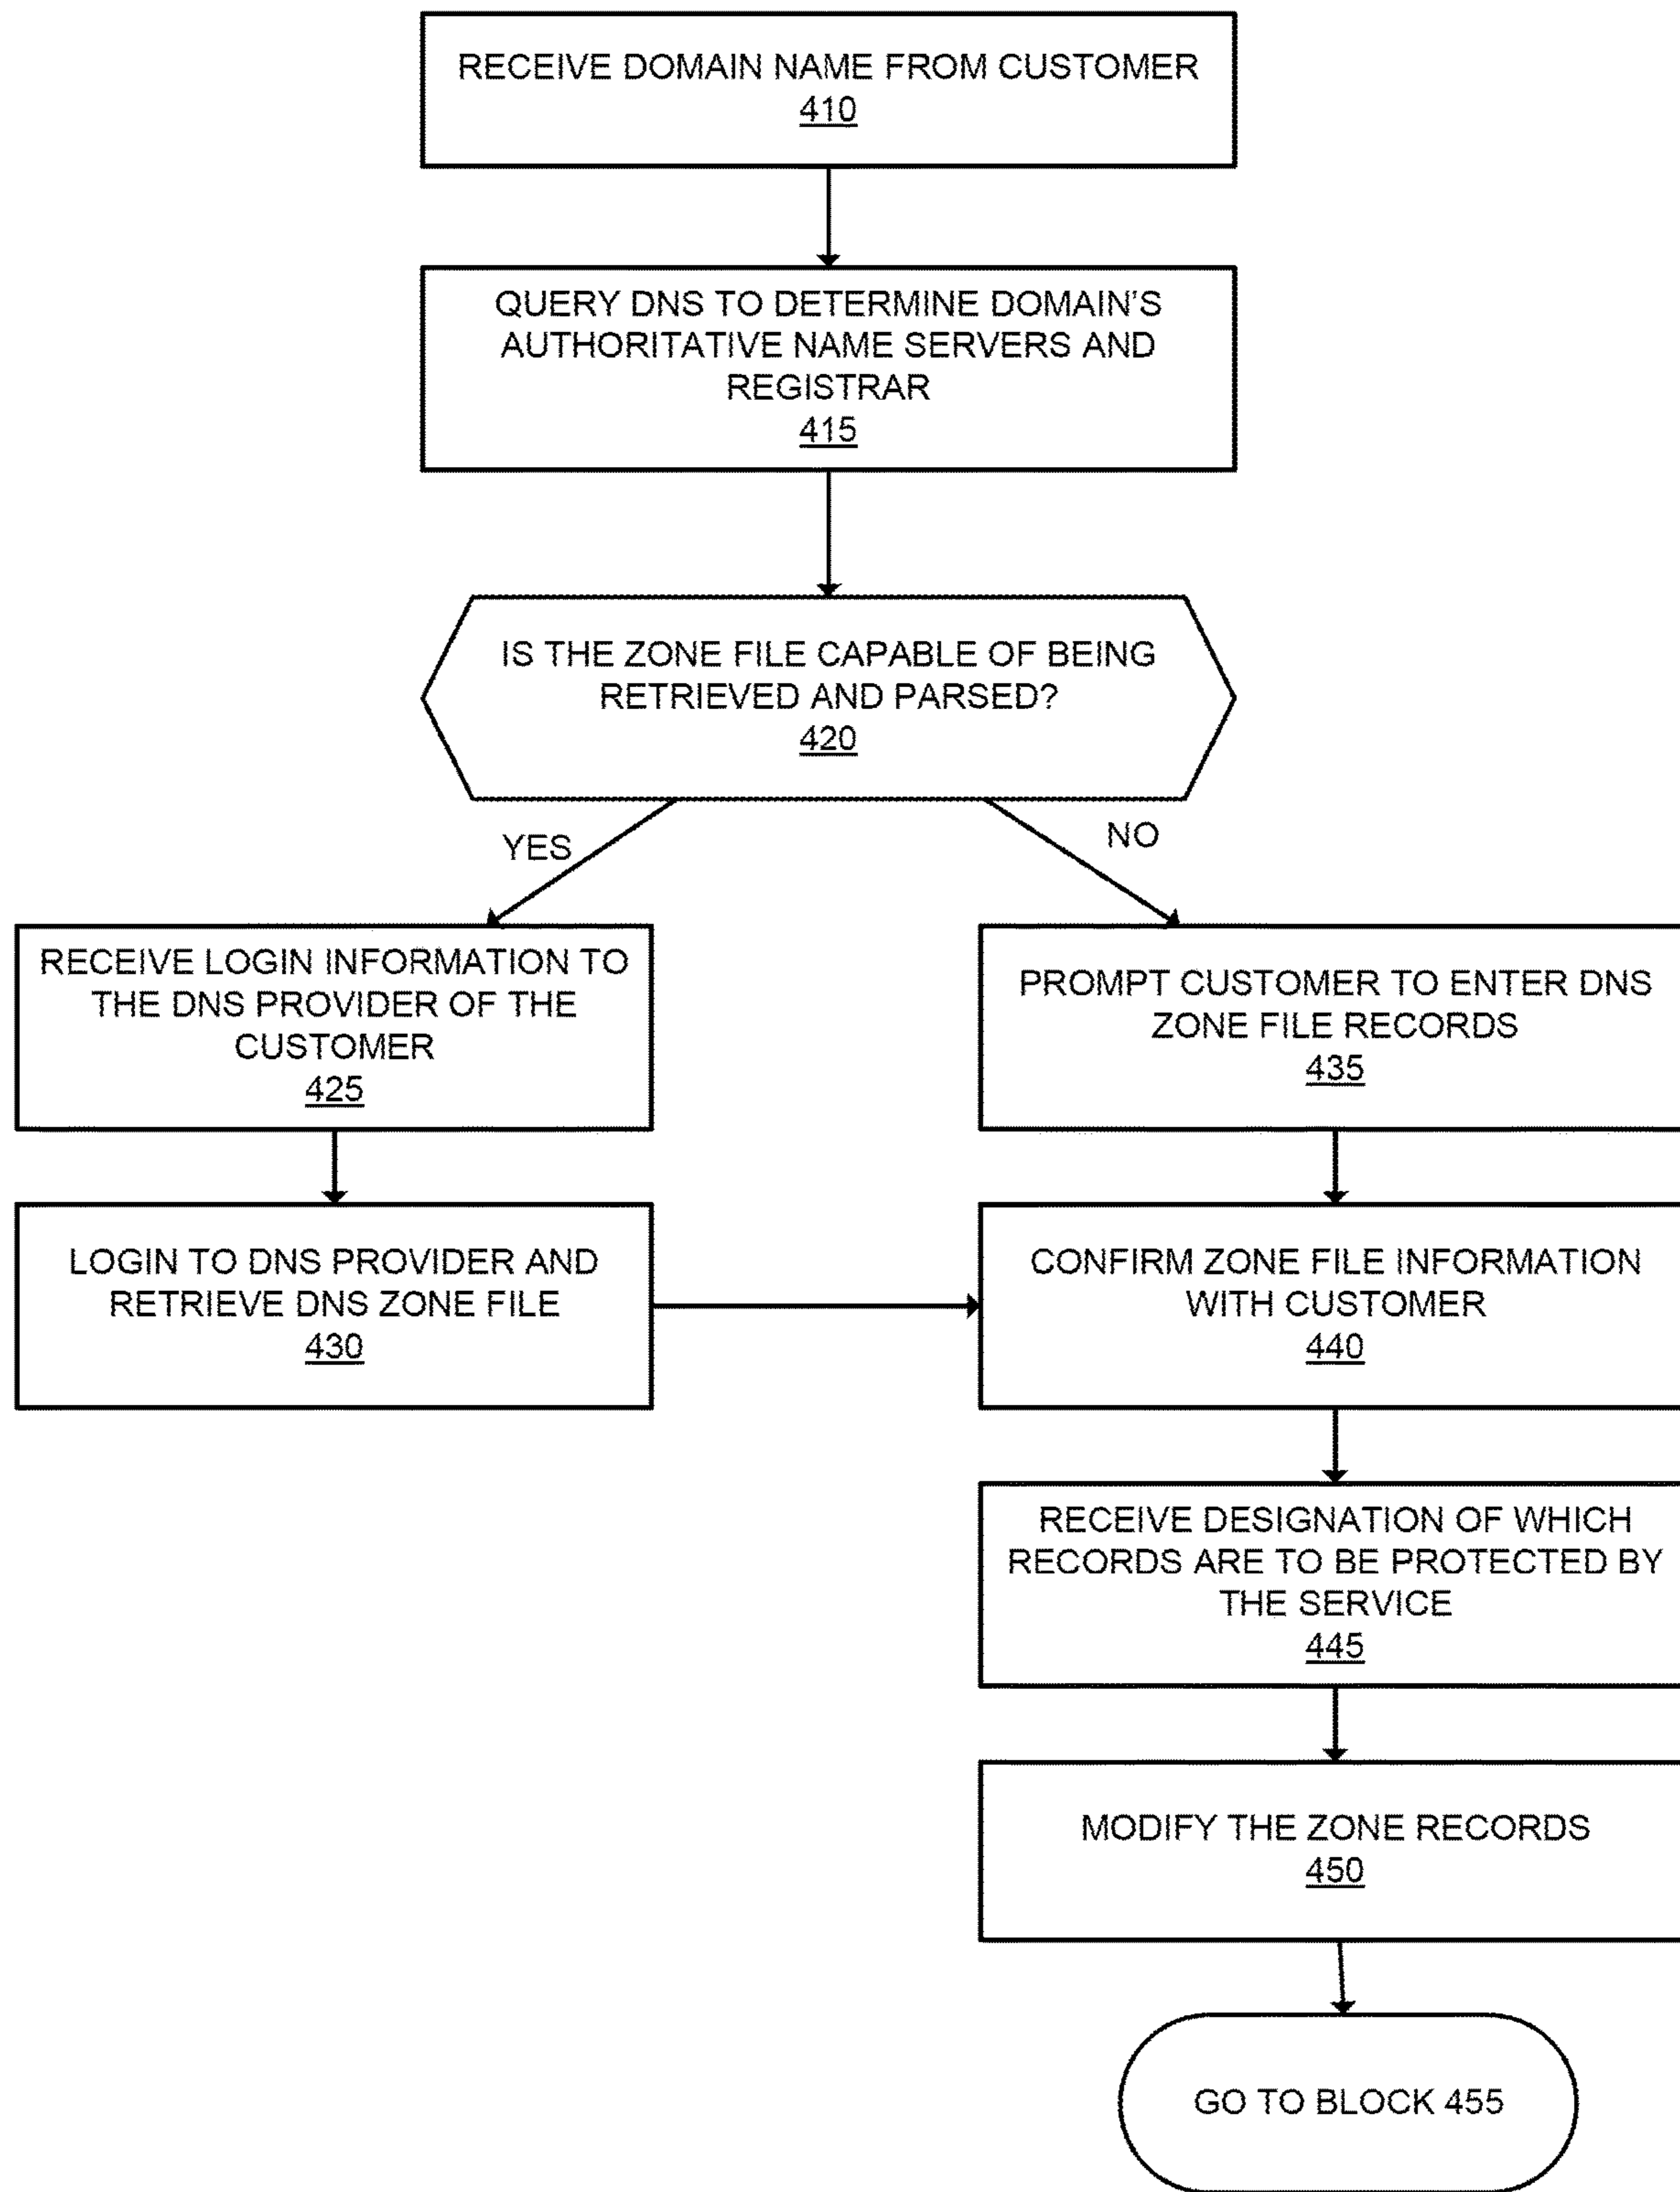 RECEIVE DOMAIN NAME FROM CUSTOMER
410
QUERY DNS TO DETERMINE DOMAIN'S
AUTHORITATIVE NAME SERVERS AND
REGISTRAR
415
IS THE ZONE FILE CAPABLE OF BEING
RETRIEVED AND PARSED?
420
YES
NO
RECEIVE LOGIN INFORMATION TO
THE DNS PROVIDER OF THE
CUSTOMER
425
PROMPT CUSTOMER TO ENTER DNS
ZONE FILE RECORDS
435
LOGIN TO DNS PROVIDER AND
RETRIEVE DNS ZONE FILE
430
CONFIRM ZONE FILE INFORMATION
WITH CUSTOMER
440
RECEIVE DESIGNATION OF WHICH
RECORDS ARE TO BE PROTECTED BY
THE SERVICE
445
MODIFY THE ZONE RECORDS
450
GO TO BLOCK 455